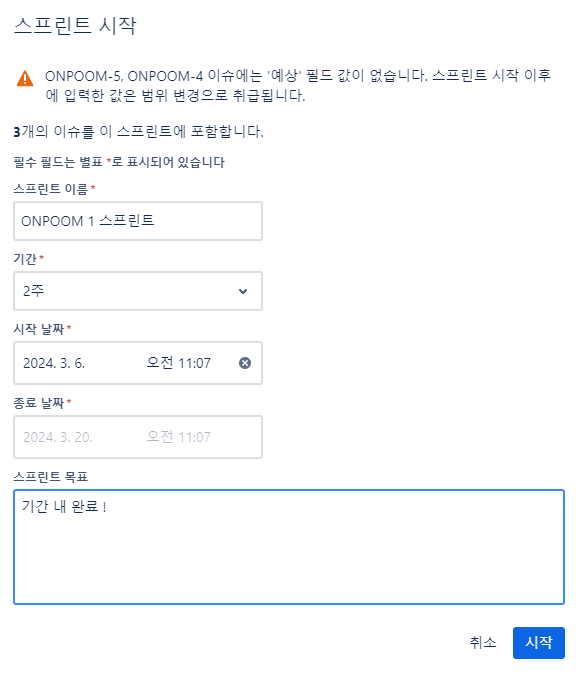 스프린트 시작
ONPOOM-5, ONPOOM-4 이슈에는 '예상' 필드 값이 없습니다. 스프린트 시작 이후
에 입력한 값은 범위 변경으로 취급됩니다.
3개의 이슈를 이 스프린트에 포함합니다.
필수 필드는 별표 *로 표시되어 있습니다
스프린트 이름*
ONPOOM 1 스프린트
기간*
2주
시작 날짜*
2024. 3. 6. 오전 11:07
종료 날짜*
2024. 3. 20. 오전 11:07
스프린트 목표
기간 내 완료 !
취소 시작